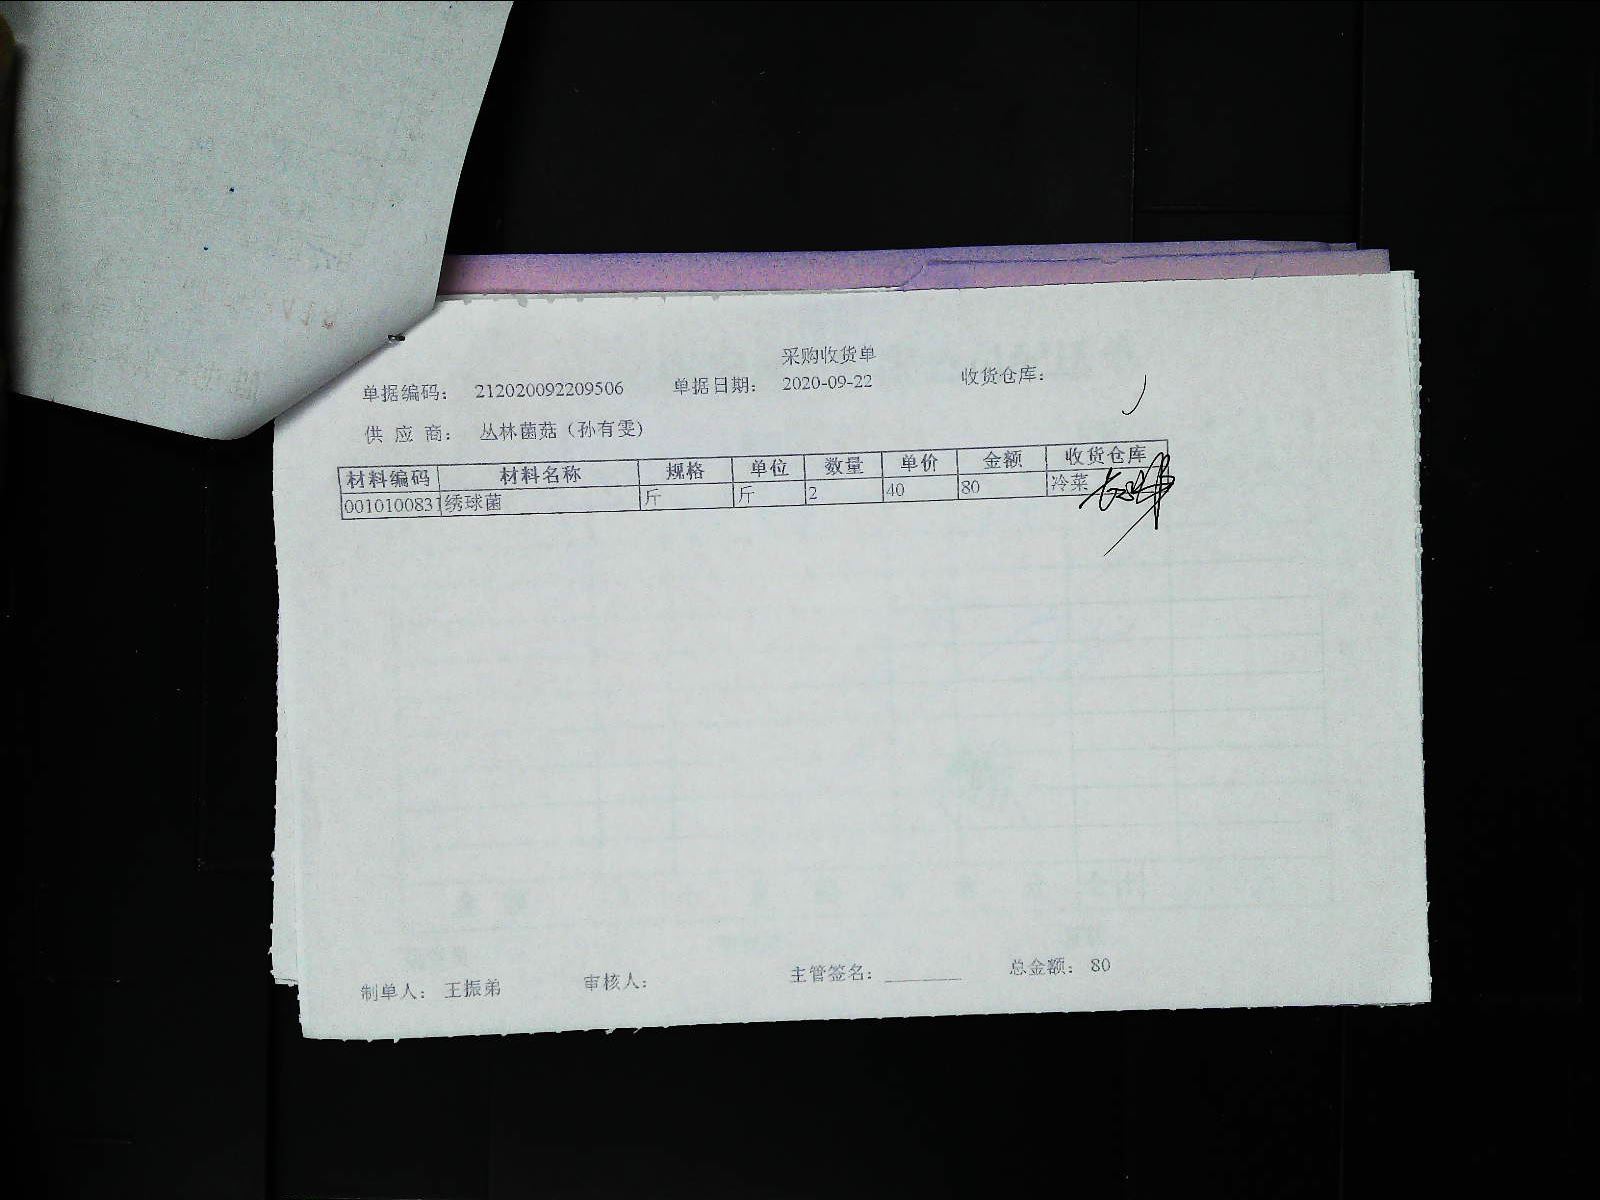 采购收货单
单据编码： 212020092209506 单据日期： 2020-09-22 收货仓库：
供 应 商： 丛林菌菇（孙有雯）
材料编码 材料名称 规格 单位 数量 单价 金额 收货仓库
0010100831 绣球菌 斤 斤 2 40 80 冷菜
制单人： 王振弟 审核人： 主管签名：________ 总金额： 80